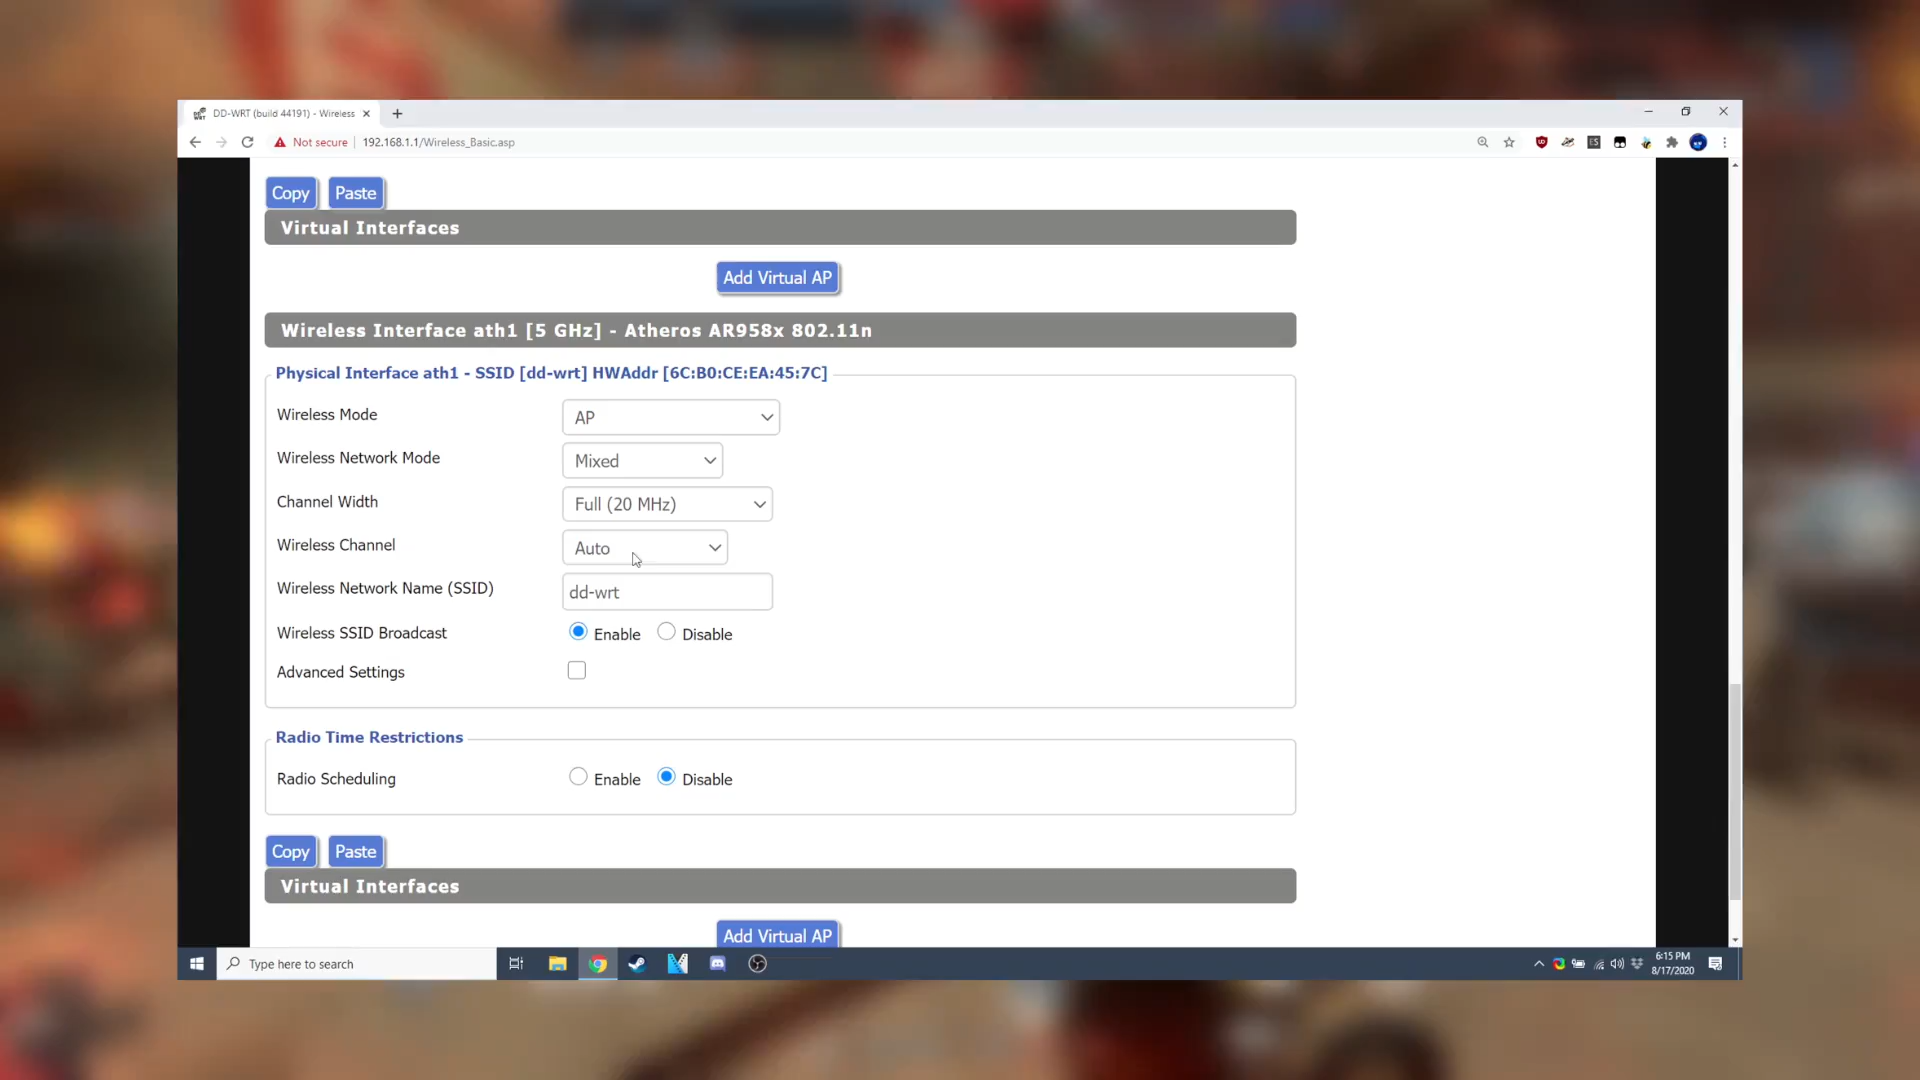 DD-WRT (build 44191) - Wireless
Not secure | 192.168.1.1/Wireless_Basic.asp
Copy Paste
Virtual Interfaces
Add Virtual AP
Wireless Interface ath1 [5 GHz] - Atheros AR958x 802.11n
Physical Interface ath1 - SSID [dd-wrt] HWAddr [6C:B0:CE:EA:45:7C]
Wireless Mode AP
Wireless Network Mode Mixed
Channel Width Full (20 MHz)
Wireless Channel Auto
Wireless Network Name (SSID) dd-wrt
Wireless SSID Broadcast Enable Disable
Advanced Settings
Radio Time Restrictions
Radio Scheduling Enable Disable
Copy Paste
Virtual Interfaces
Add Virtual AP
Type here to search
6:15 PM
8/17/2020